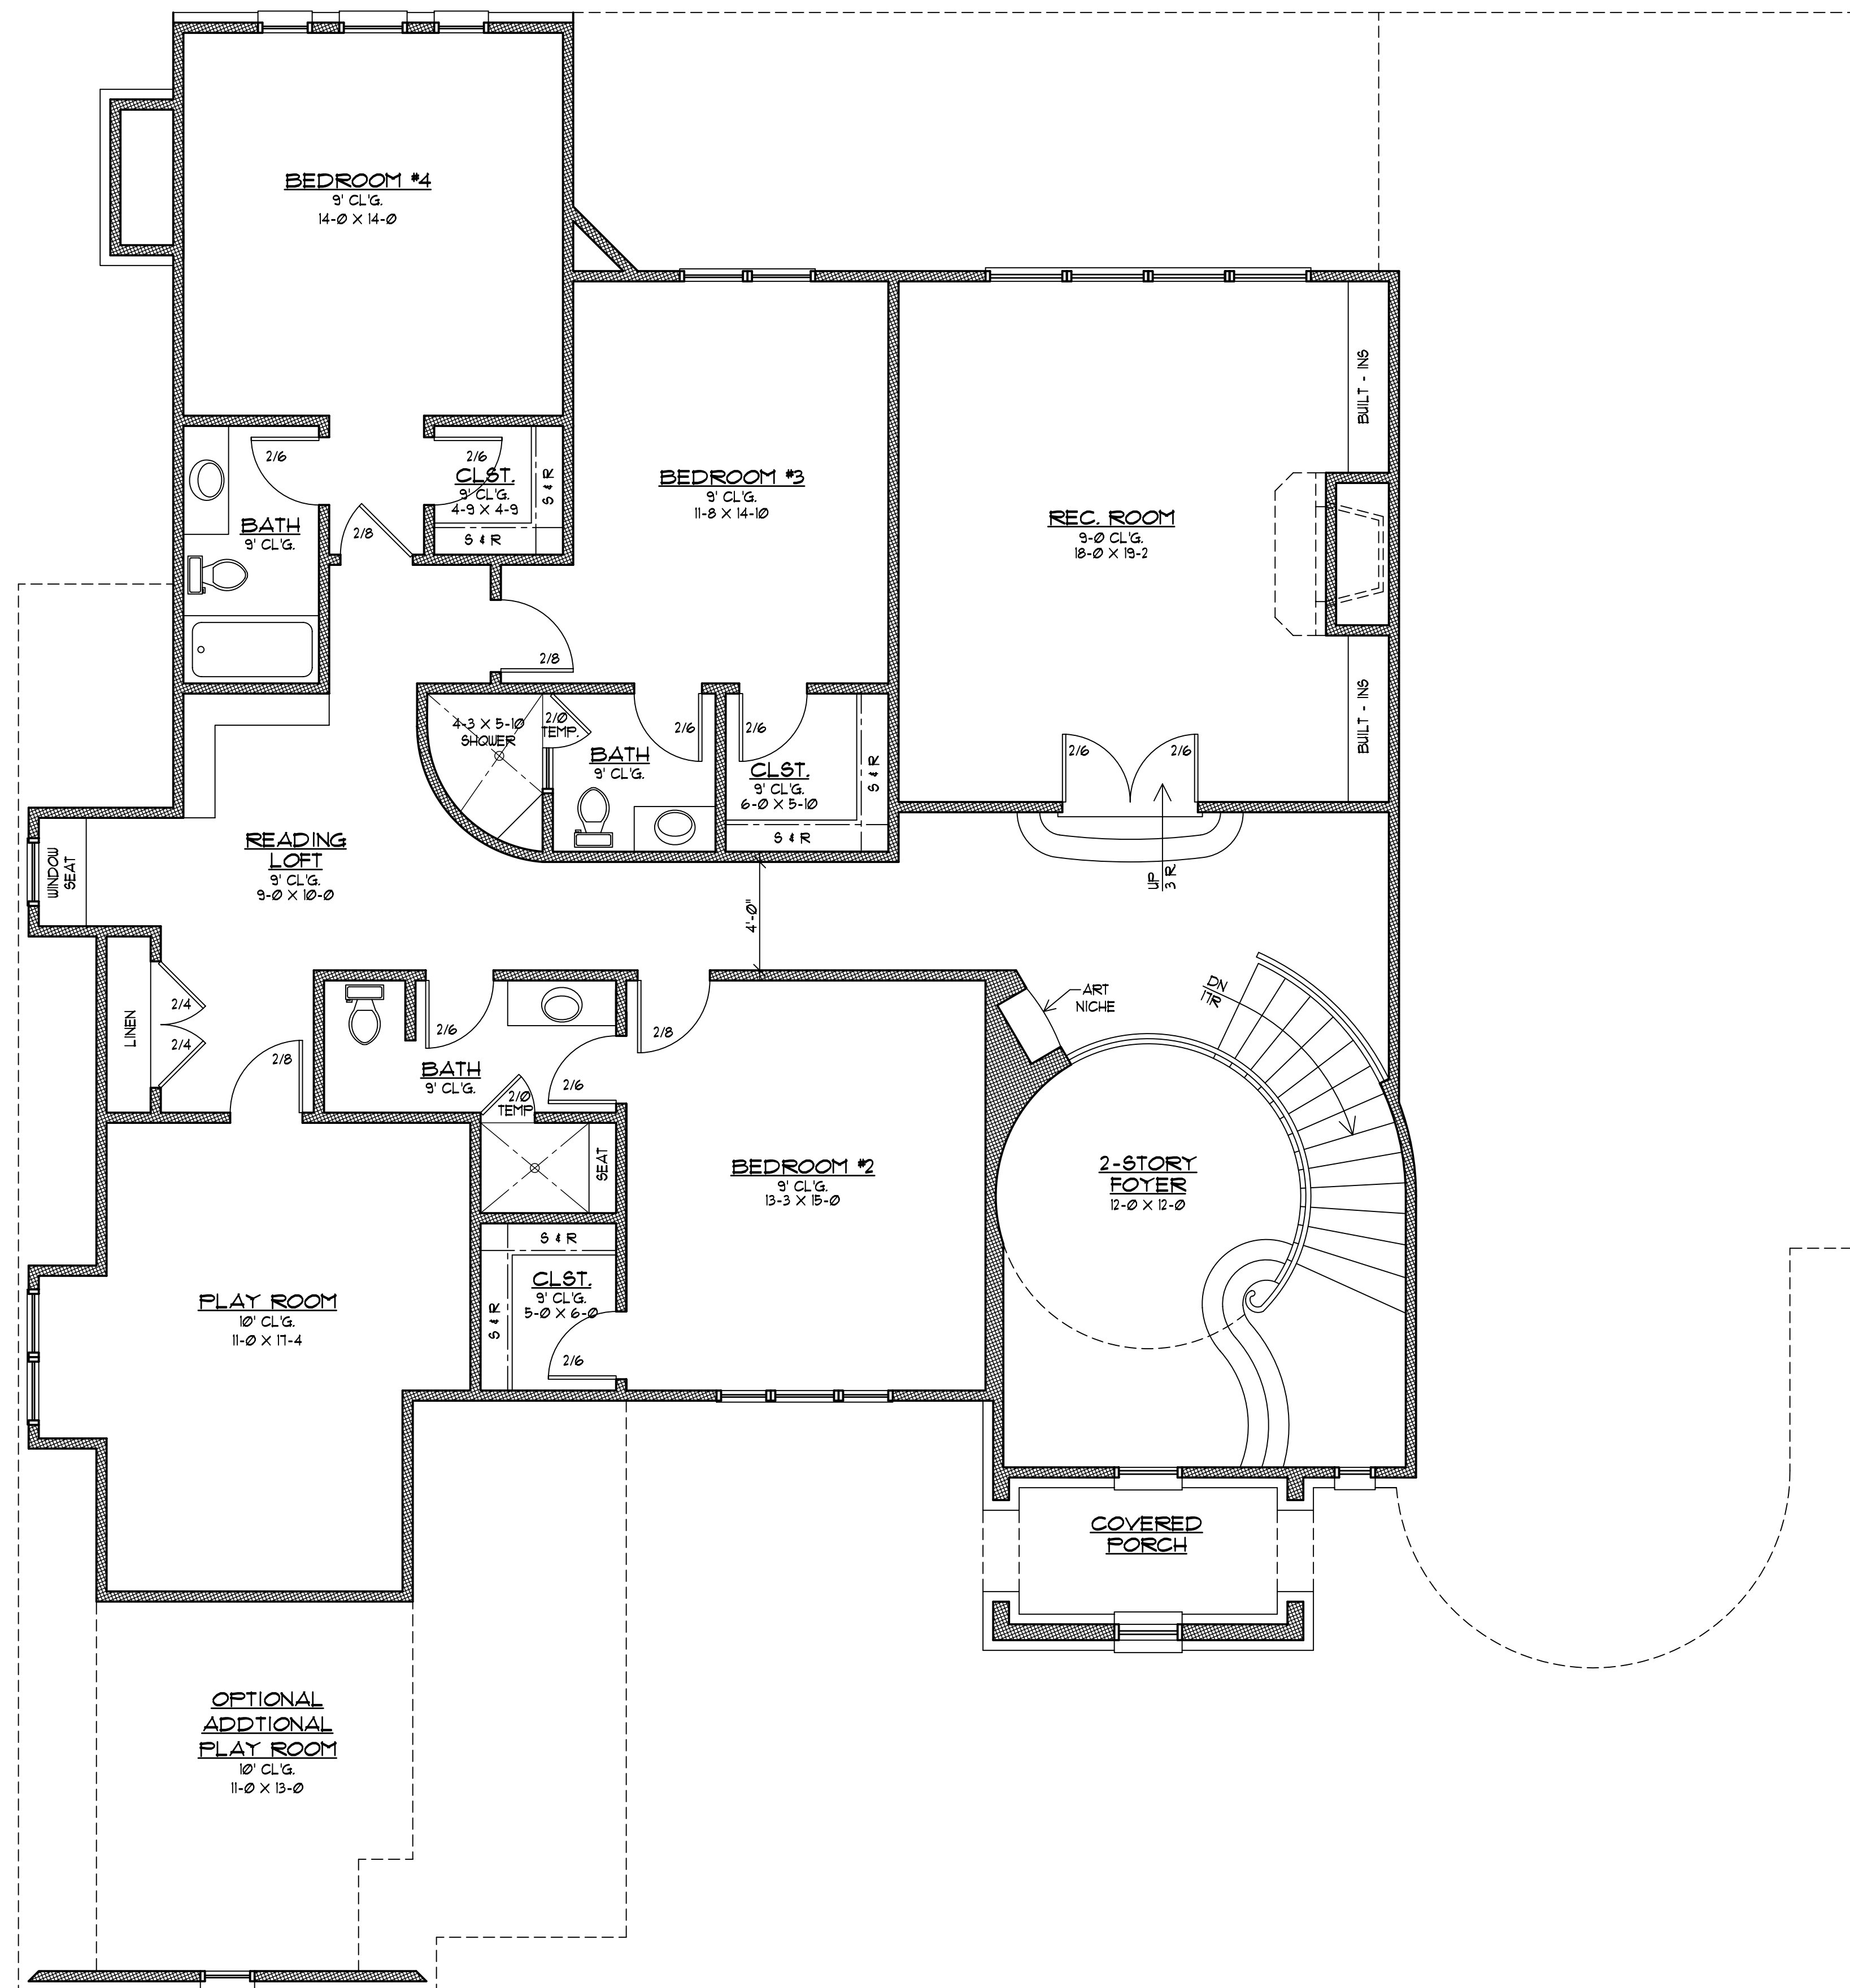 BEDROOM #4
9' CL'G.
14-0 X 14-0
2/6
2/6
CLST.
9' CL'G.
4-9 X 4-9
S & R
S & R
BATH
9' CL'G.
2/8
BEDROOM #3
9' CL'G.
11-8 X 14-10
2/8
REC. ROOM
9-0 CL'G.
18-0 X 19-2
BUILT - INS
BUILT - INS
2/6
2/6
4-3 X 5-10
SHOWER
2/0
TEMP.
BATH
9' CL'G.
2/6
2/6
CLST.
9' CL'G.
6-0 X 5-10
S & R
S & R
READING
LOFT
9' CL'G.
9-0 X 10-0
WINDOW
SEAT
4'-0"
UP
3 R
LINEN
2/4
2/4
2/8
2/6
2/8
BATH
9' CL'G.
2/6
2/0
TEMP
SEAT
ART
NICHE
DN
17R
BEDROOM #2
9' CL'G.
13-3 X 15-0
2-STORY
FOYER
12-0 X 12-0
S & R
S & R
CLST.
9' CL'G.
5-0 X 6-0
2/6
PLAY ROOM
10' CL'G.
11-0 X 17-4
COVERED
PORCH
OPTIONAL
ADDTIONAL
PLAY ROOM
10' CL'G.
11-0 X 13-0